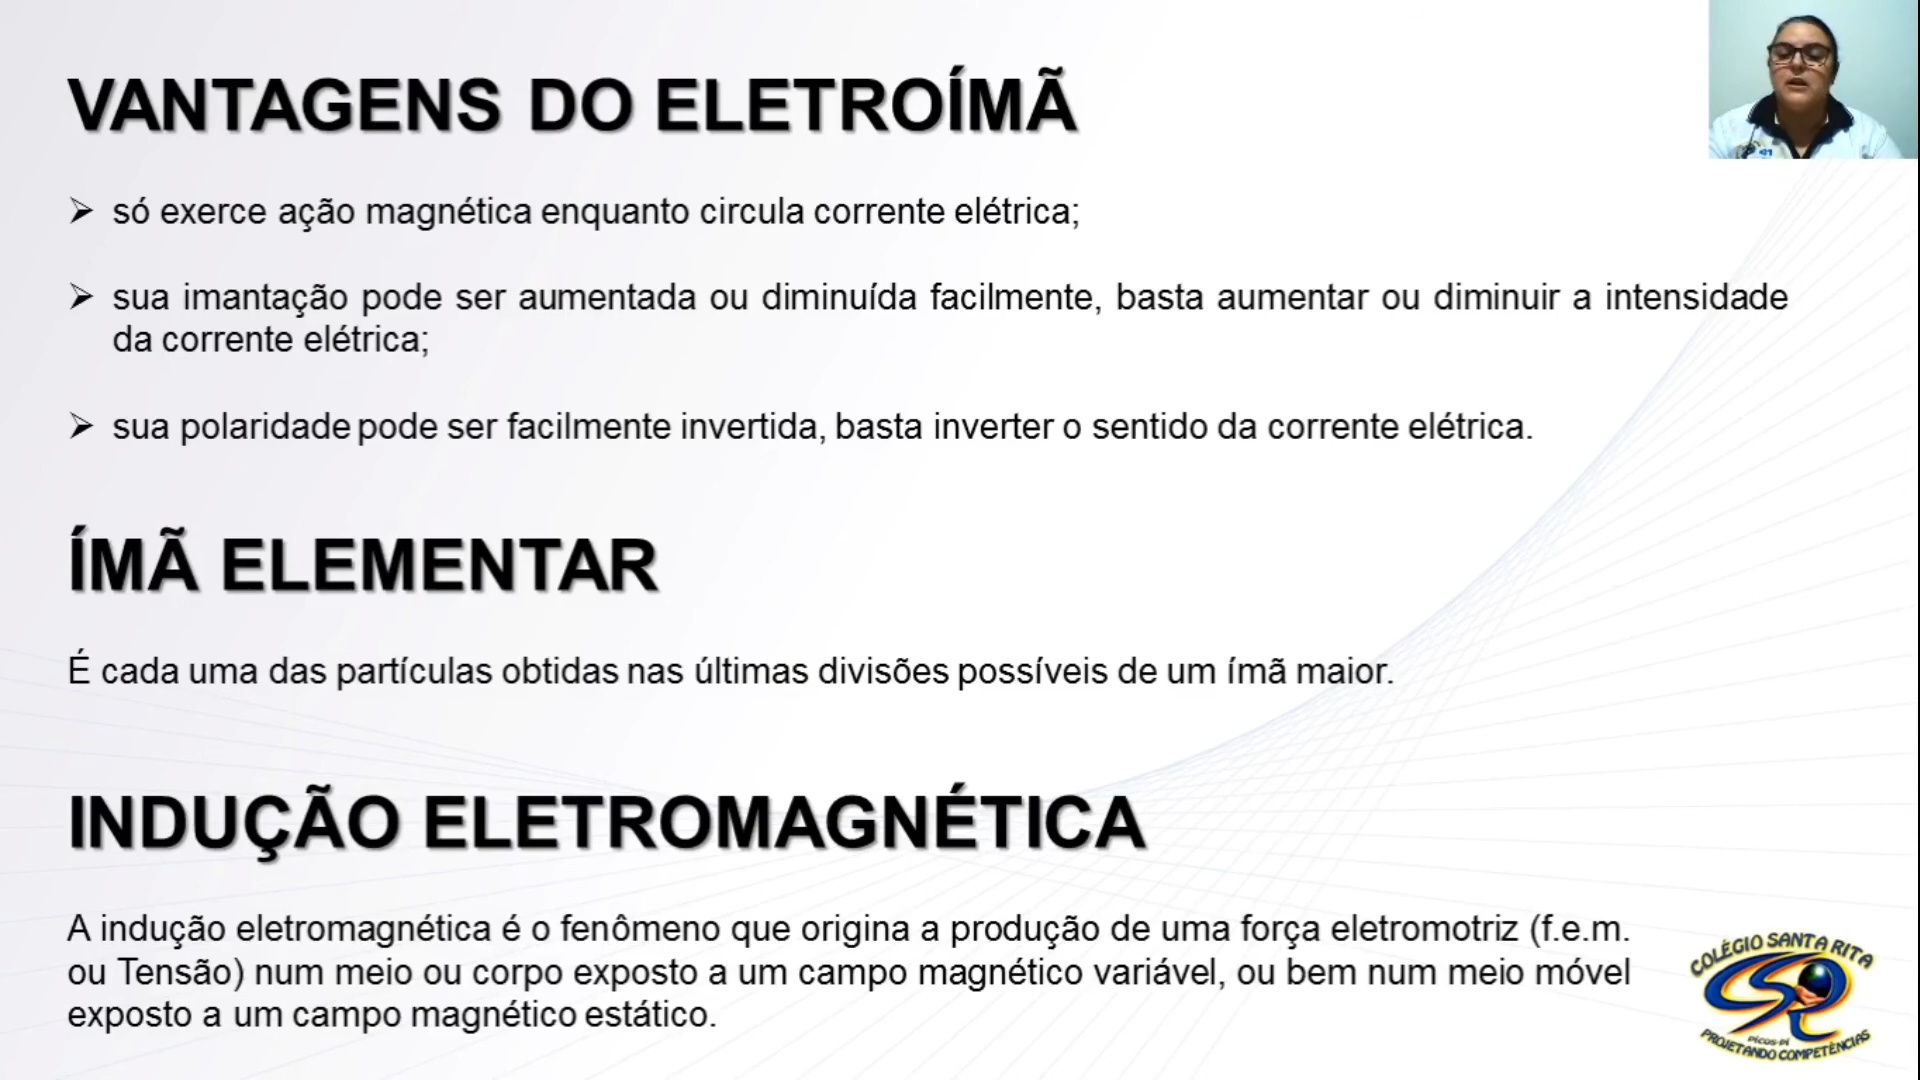 VANTAGENS DO ELETROÍMÃ
➢ só exerce ação magnética enquanto circula corrente elétrica;
➢ sua imantação pode ser aumentada ou diminuída facilmente, basta aumentar ou diminuir a intensidade
da corrente elétrica;
➢ sua polaridade pode ser facilmente invertida, basta inverter o sentido da corrente elétrica.
ÍMÃ ELEMENTAR
É cada uma das partículas obtidas nas últimas divisões possíveis de um ímã maior.
INDUÇÃO ELETROMAGNÉTICA
A indução eletromagnética é o fenômeno que origina a produção de uma força eletromotriz (f.e.m.
ou Tensão) num meio ou corpo exposto a um campo magnético variável, ou bem num meio móvel
exposto a um campo magnético estático.
COLÉGIO SANTA RITA
PICOS-PI
PROJETANDO COMPETÊNCIAS